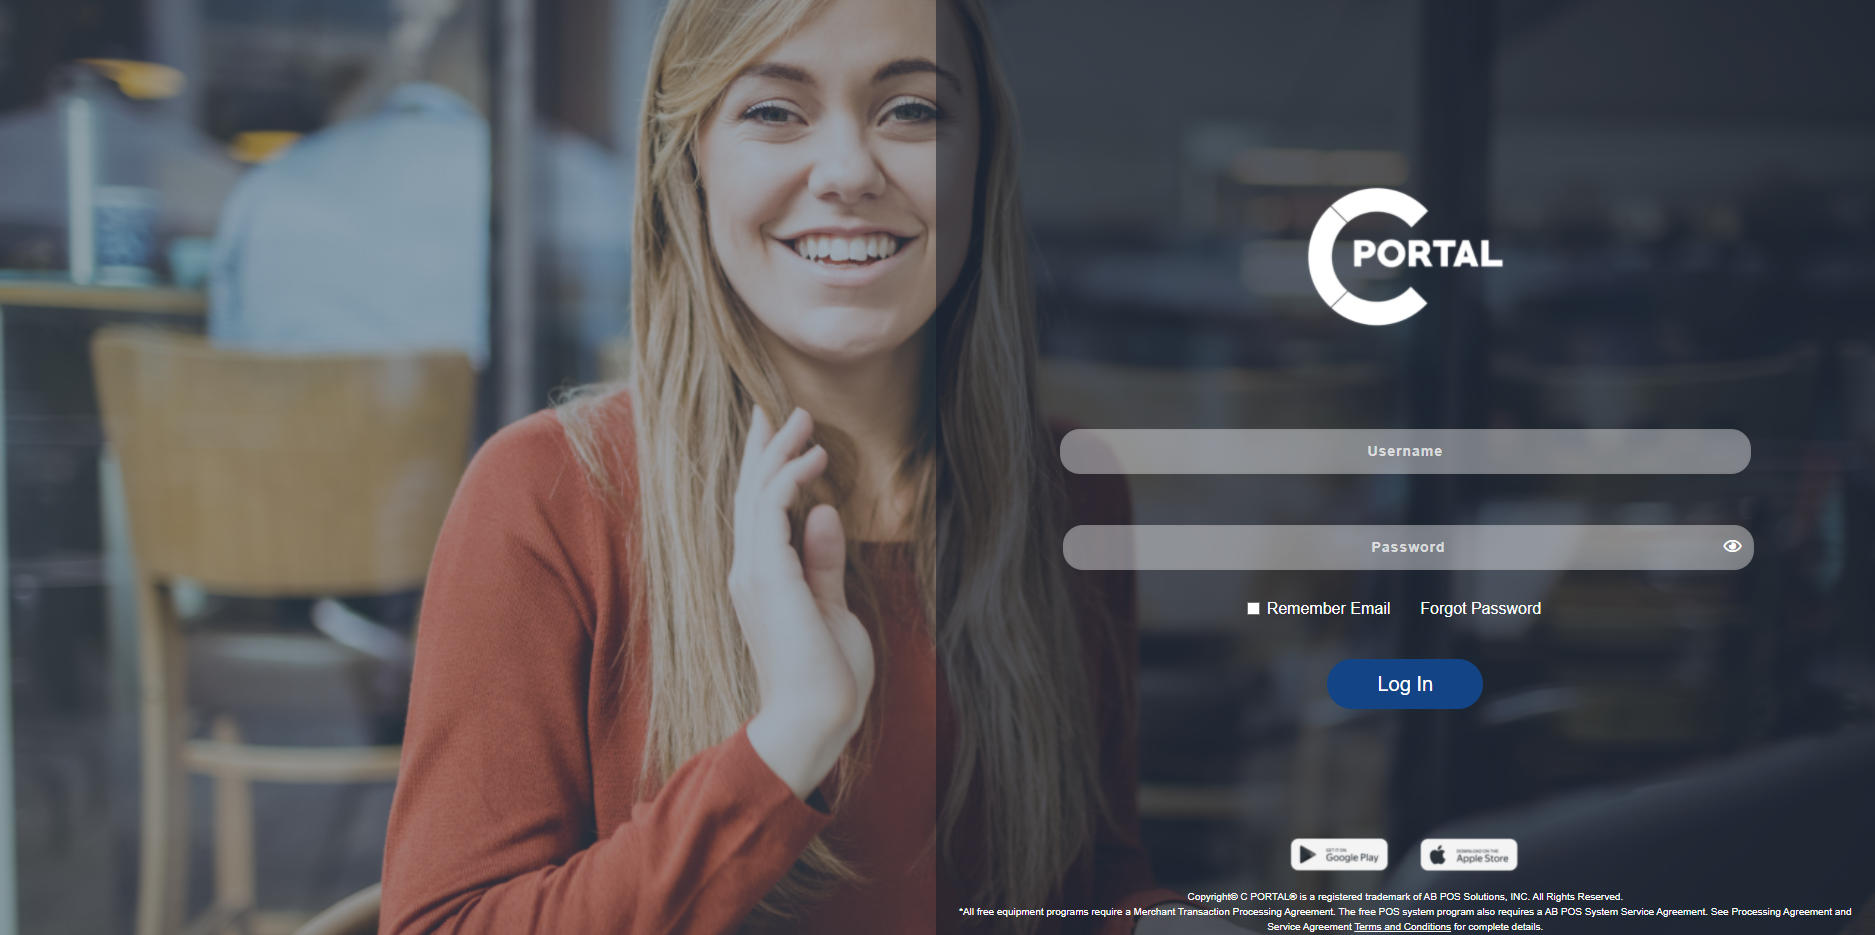 C PORTAL
Username
Password
Remember Email Forgot Password
Log In
GET IT ON
Google Play
DOWNLOAD ON THE
Apple Store
Copyright© C PORTAL® is a registered trademark of AB POS Solutions, INC. All Rights Reserved.
*All free equipment programs require a Merchant Transaction Processing Agreement. The free POS system program also requires a AB POS System Service Agreement. See Processing Agreement and
Service Agreement Terms and Conditions for complete details.